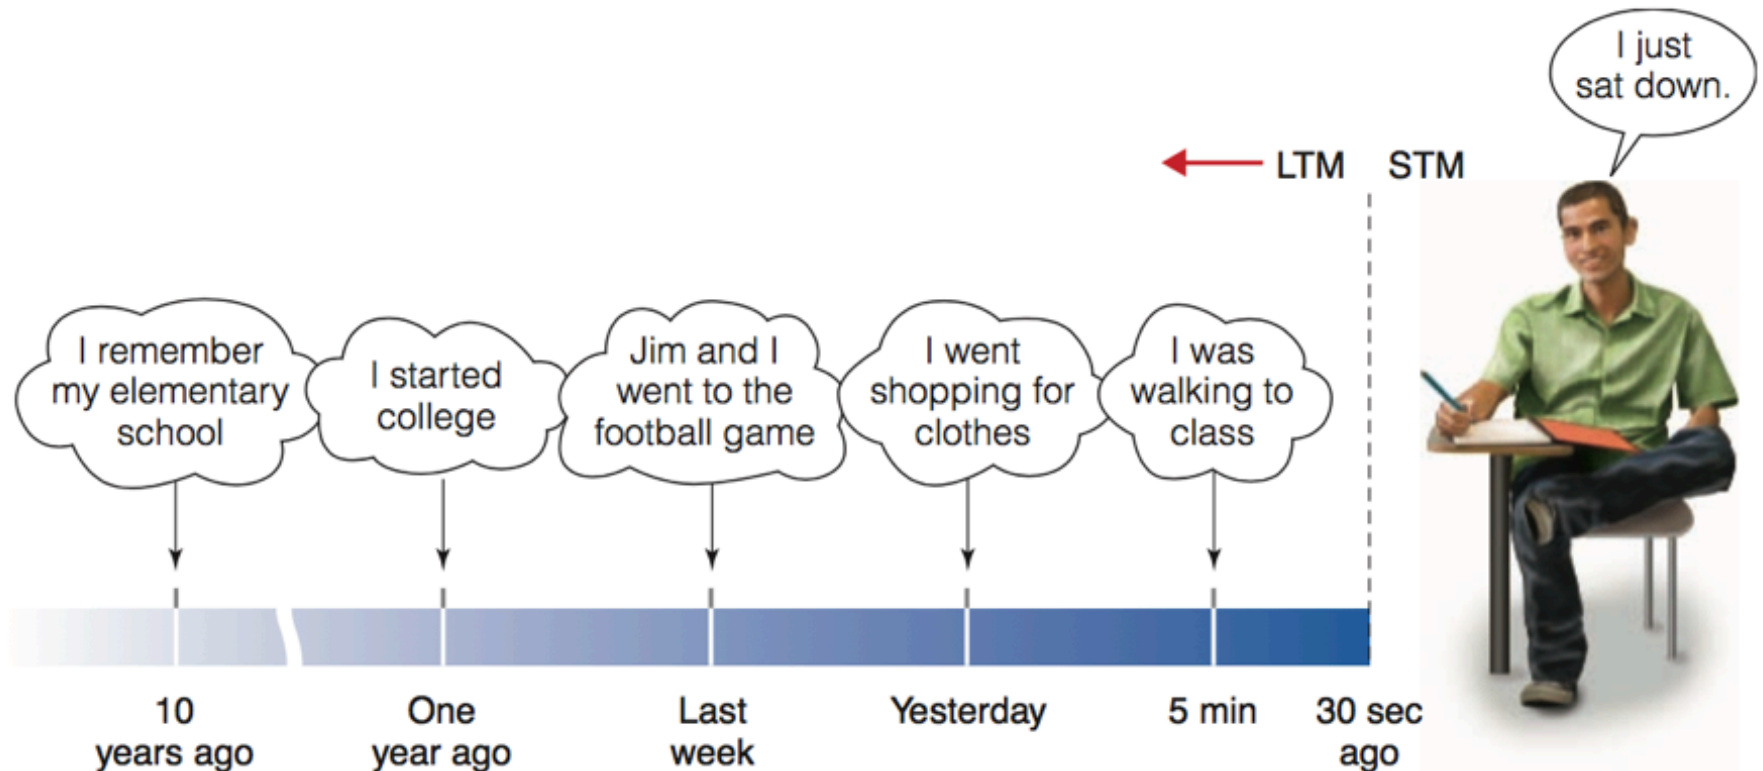 I just
sat down.
LTM STM
I remember
my elementary
school
I started
college
Jim and I
went to the
football game
I went
shopping for
clothes
I was
walking to
class
10
years ago
One
year ago
Last
week
Yesterday
5 min
30 sec
ago